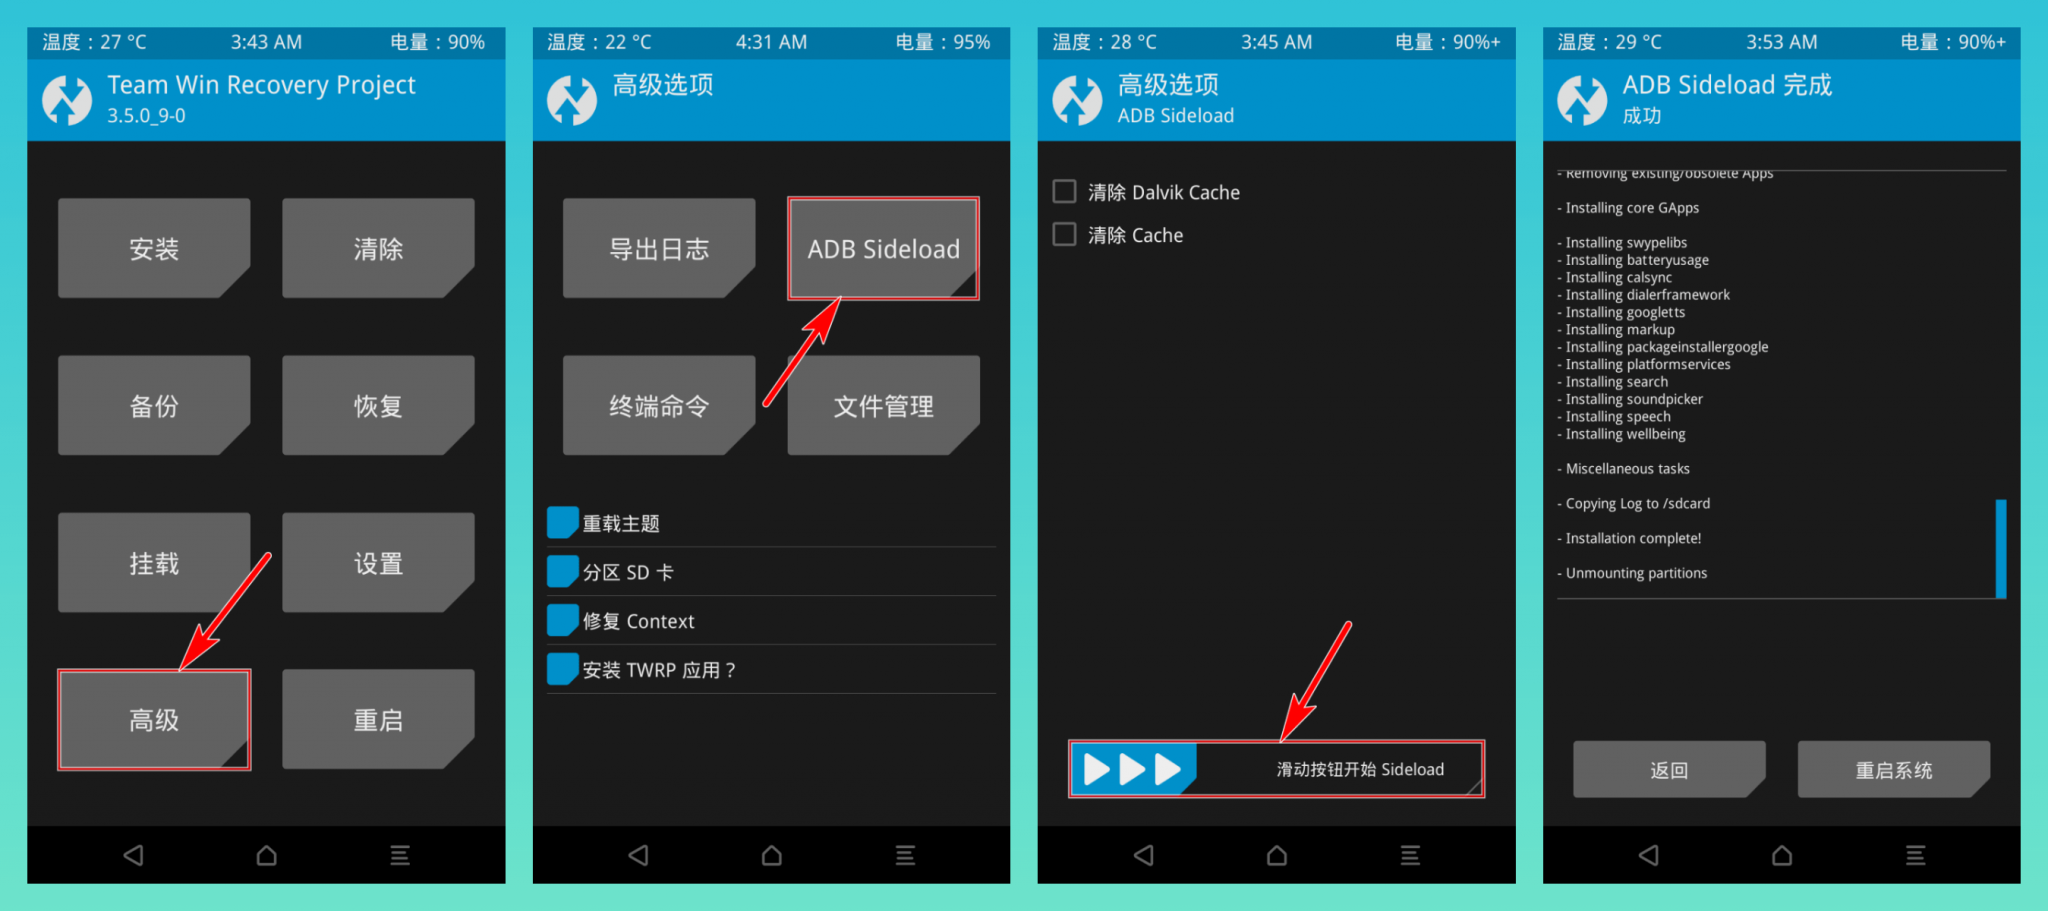 温度：27 °C 3:43 AM 电量：90%
Team Win Recovery Project
3.5.0_9-0
安装 清除
备份 恢复
挂载 设置
高级 重启
温度：22 °C 4:31 AM 电量：95%
高级选项
导出日志 ADB Sideload
终端命令 文件管理
重载主题
分区 SD 卡
修复 Context
安装 TWRP 应用？
温度：28 °C 3:45 AM 电量：90%+
高级选项
ADB Sideload
清除 Dalvik Cache
清除 Cache
滑动按钮开始 Sideload
温度：29 °C 3:53 AM 电量：90%+
ADB Sideload 完成
成功
- Removing existing/obsolete Apps
- Installing core GApps
- Installing swypelibs
- Installing batteryusage
- Installing calsync
- Installing dialerframework
- Installing googletts
- Installing markup
- Installing packageinstallergoogle
- Installing platformservices
- Installing search
- Installing soundpicker
- Installing speech
- Installing wellbeing
- Miscellaneous tasks
- Copying Log to /sdcard
- Installation complete!
- Unmounting partitions
返回 重启系统